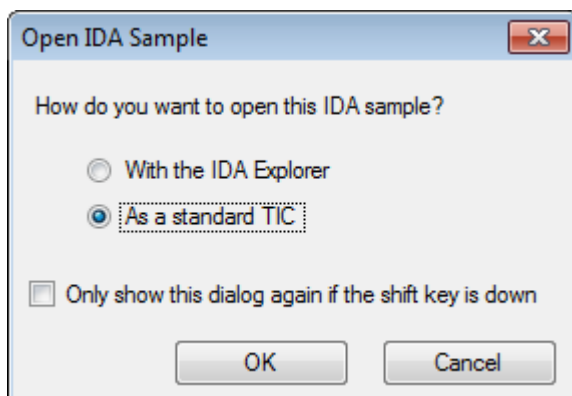 Open IDA Sample
How do you want to open this IDA sample?
With the IDA Explorer
As a standard TIC
Only show this dialog again if the shift key is down
OK Cancel